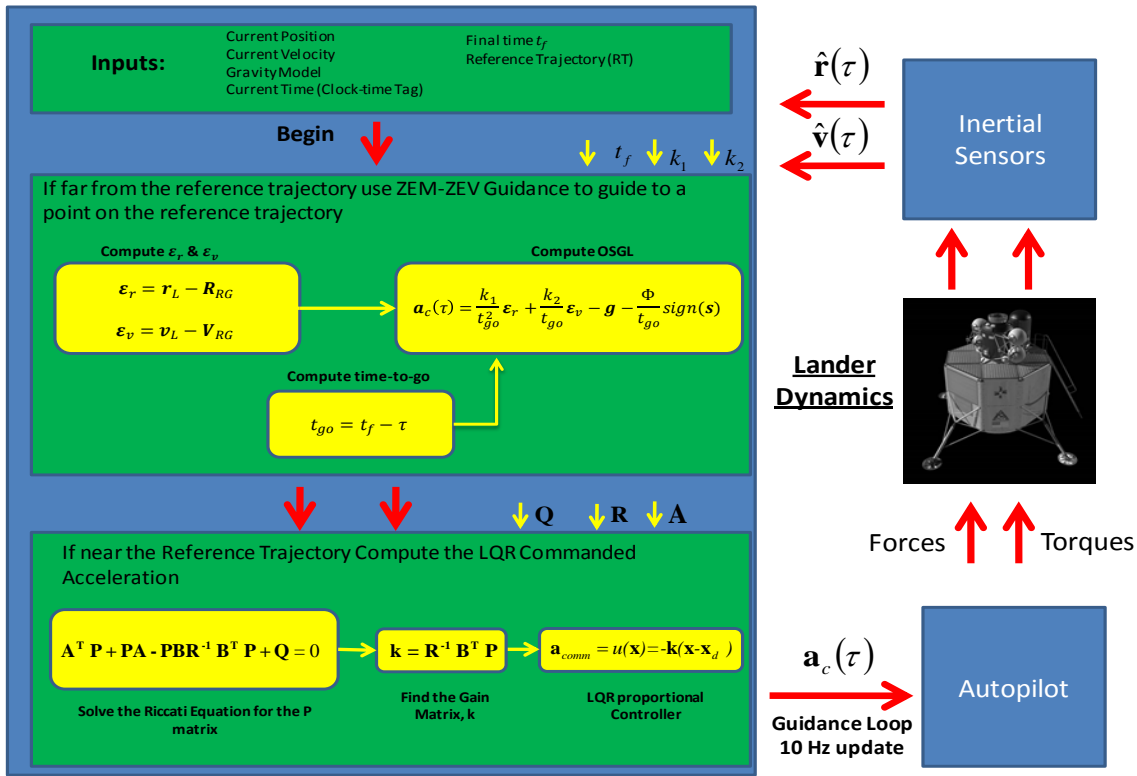 Inputs:
Current Position
Current Velocity
Gravity Model
Current Time (Clock-time Tag)
Final time t_f
Reference Trajectory (RT)
Begin
t_f k_1 k_2
If far from the reference trajectory use ZEM-ZEV Guidance to guide to a
point on the reference trajectory
Compute ε_r & ε_v
ε_r = r_L − R_RG
ε_v = v_L − V_RG
Compute OSGL
a_c(τ) = k_1/t_go^2 ε_r + k_2/t_go ε_v − g − Φ/t_go sign(s)
Compute time-to-go
t_go = t_f − τ
Q R A
If near the Reference Trajectory Compute the LQR Commanded
Acceleration
A^T P + PA - PBR^-1 B^T P + Q = 0
Solve the Riccati Equation for the P
matrix
k = R^-1 B^T P
Find the Gain
Matrix, k
a_comm = u(x)=-k(x-x_d )
LQR proportional
Controller
r̂(τ)
v̂(τ)
Inertial
Sensors
Lander
Dynamics
Forces
Torques
a_c(τ)
Guidance Loop
10 Hz update
Autopilot